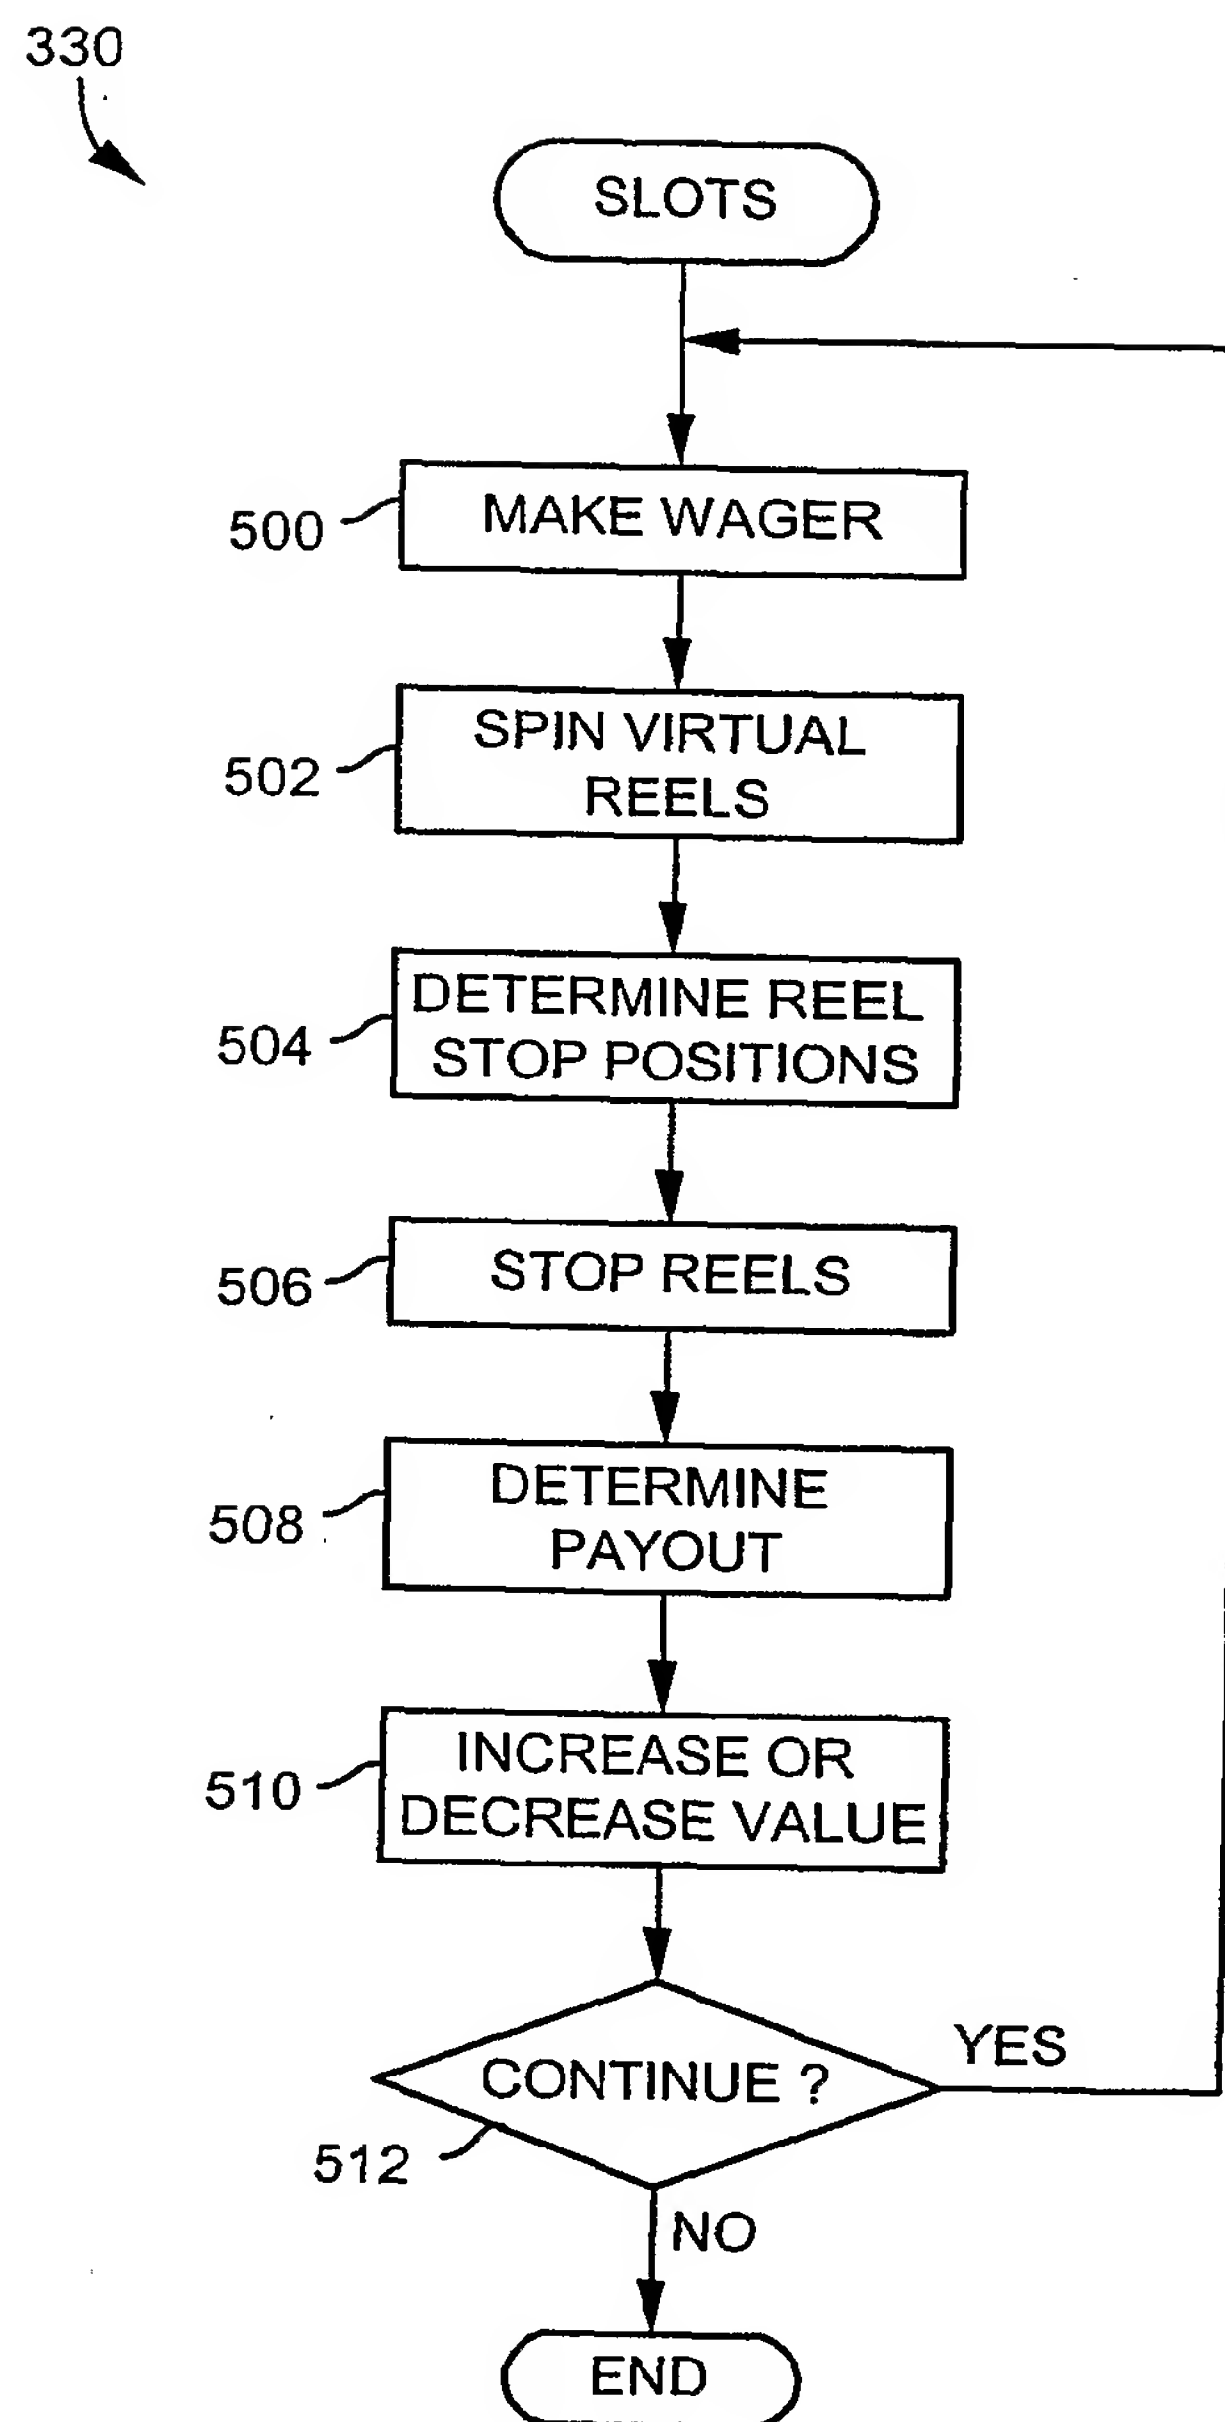 330
SLOTS
500
MAKE WAGER
502
SPIN VIRTUAL
REELS
504
DETERMINE REEL
STOP POSITIONS
506
STOP REELS
508
DETERMINE
PAYOUT
510
INCREASE OR
DECREASE VALUE
CONTINUE ?
YES
512
NO
END